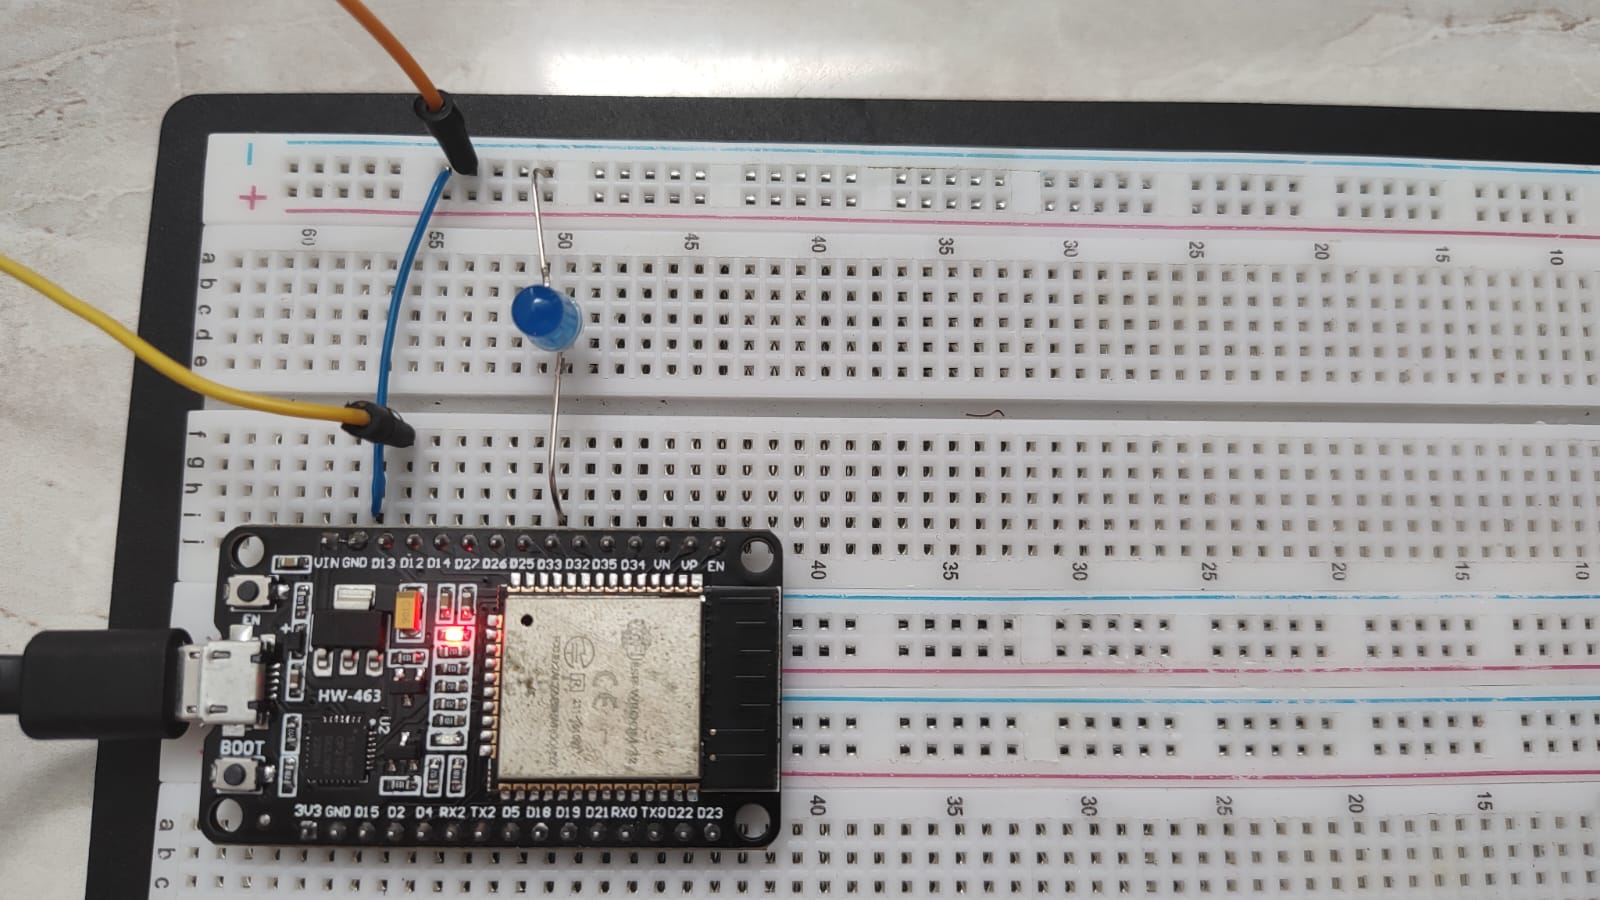 −
+
60 55 50 45 40 35 30 25 20 15 10
a
b
c
d
e
f
g
h
i
j
VIN GND D13 D12 D14 D27 D26 D25 D33 D32 D35 D34 VN VP EN
40 35 30 25 20 15 10
EN
+
HW-463
U2
CE
R
BOOT
3V3 GND D15 D2 D4 RX2 TX2 D5 D18 D19 D21 RX0 TX0 D22 D23
40 35 30 25 20 15
a
b
c